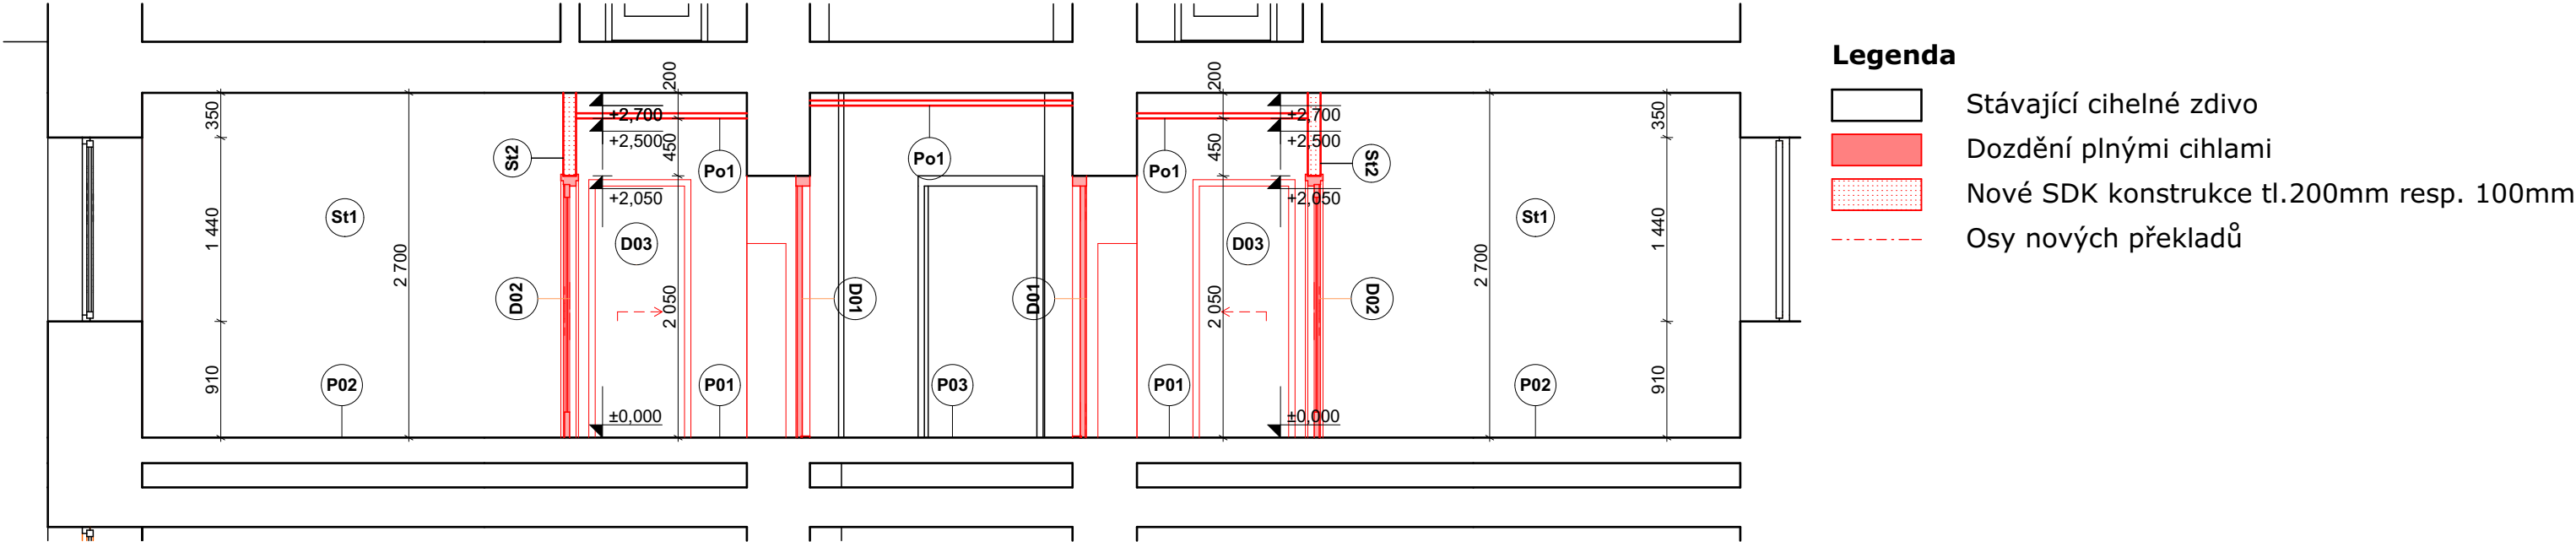 Legenda
Stávající cihelné zdivo
Dozdění plnými cihlami
Nové SDK konstrukce tl.200mm resp. 100mm
Osy nových překladů
200
200
350
+2,700
+2,700
350
+2,500
450
450
+2,500
St2
Po1
Po1
Po1
St2
+2,050
+2,050
St1
St1
1 440
D03
D03
1 440
2 700
2 700
D02
2 050
D01
D01
2 050
D02
910
P02
P01
P03
P01
P02
910
±0,000
±0,000